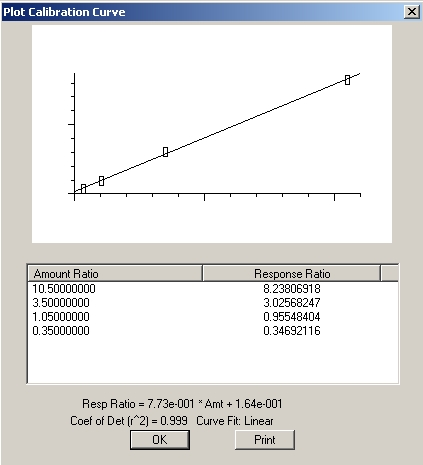 Plot Calibration Curve
Amount Ratio Response Ratio
10.50000000 8.23806918
3.50000000 3.02568247
1.05000000 0.95548404
0.35000000 0.34692116
Resp Ratio = 7.73e-001 * Amt + 1.64e-001
Coef of Det (r^2) = 0.999 Curve Fit: Linear
OK Print